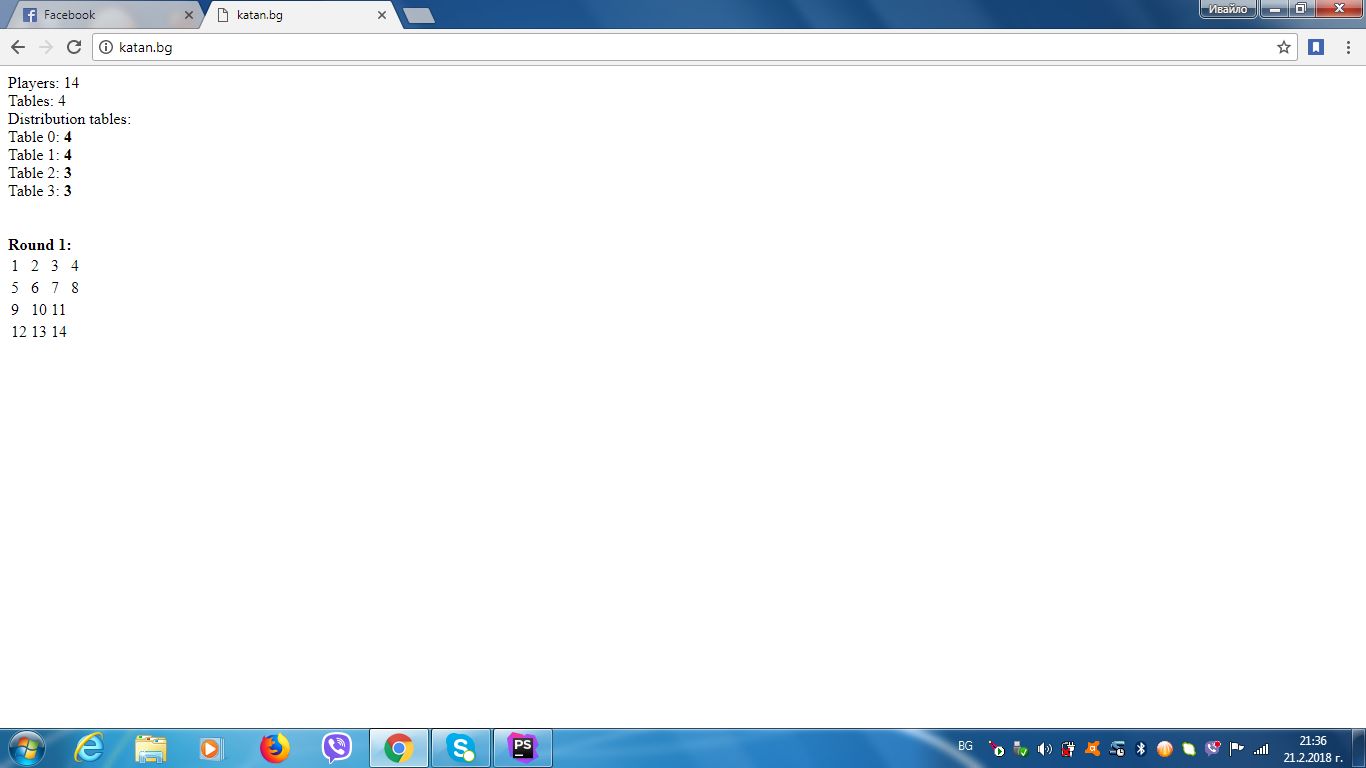 Facebook
katan.bg
Ивайло
katan.bg
Players: 14
Tables: 4
Distribution tables:
Table 0: 4
Table 1: 4
Table 2: 3
Table 3: 3
Round 1:
1 2 3 4
5 6 7 8
9 10 11
12 13 14
PS
BG
21:36
21.2.2018 г.